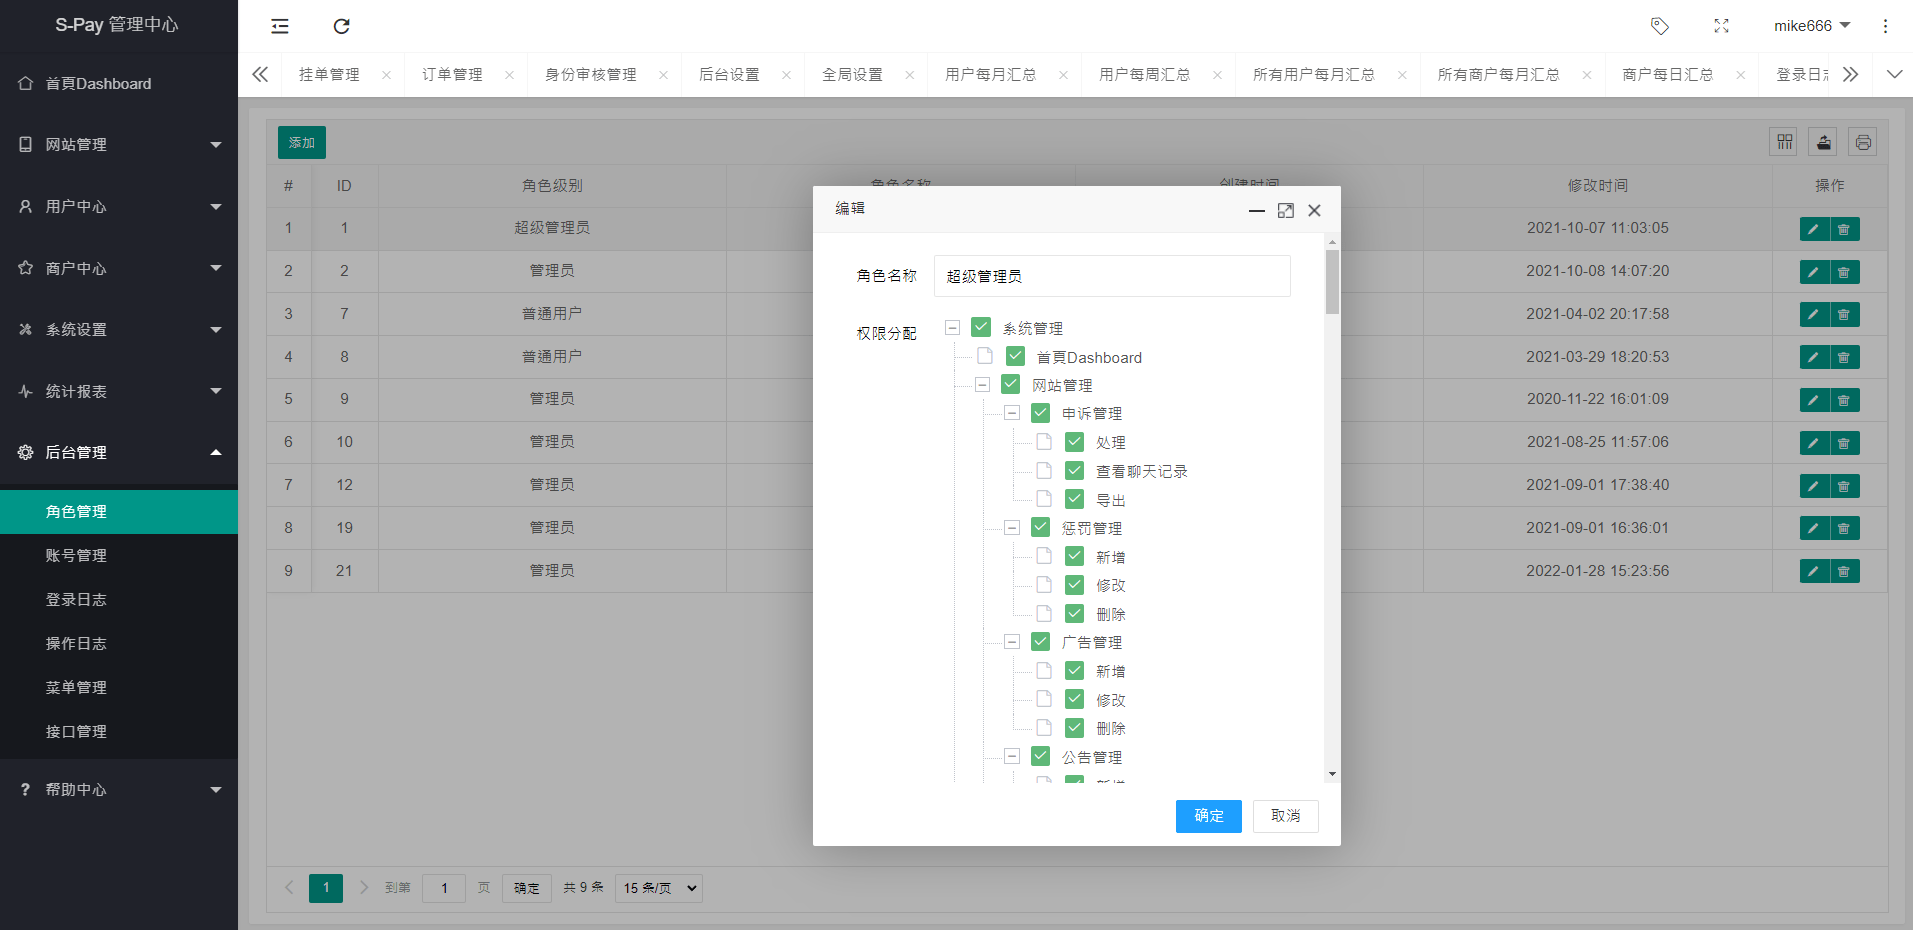 S-Pay 管理中心
mike666
挂单管理 订单管理 身份审核管理 后台设置 全局设置 用户每月汇总 用户每周汇总 所有用户每月汇总 所有商户每月汇总 商户每日汇总 登录日志
首頁Dashboard
网站管理
用户中心
商户中心
系统设置
统计报表
后台管理
角色管理
账号管理
登录日志
操作日志
菜单管理
接口管理
帮助中心
添加
# ID 角色级别 角色名称 创建时间 修改时间 操作
1 1 超级管理员 2021-10-07 11:03:05
2 2 管理员 2021-10-08 14:07:20
3 7 普通用户 2021-04-02 20:17:58
4 8 普通用户 2021-03-29 18:20:53
5 9 管理员 2020-11-22 16:01:09
6 10 管理员 2021-08-25 11:57:06
7 12 管理员 2021-09-01 17:38:40
8 19 管理员 2021-09-01 16:36:01
9 21 管理员 2022-01-28 15:23:56
编辑
角色名称 超级管理员
权限分配 系统管理
首頁Dashboard
网站管理
申诉管理
处理
查看聊天记录
导出
惩罚管理
新增
修改
删除
广告管理
新增
修改
删除
公告管理
新增
确定 取消
1 到第 1 页 确定 共 9 条 15 条/页